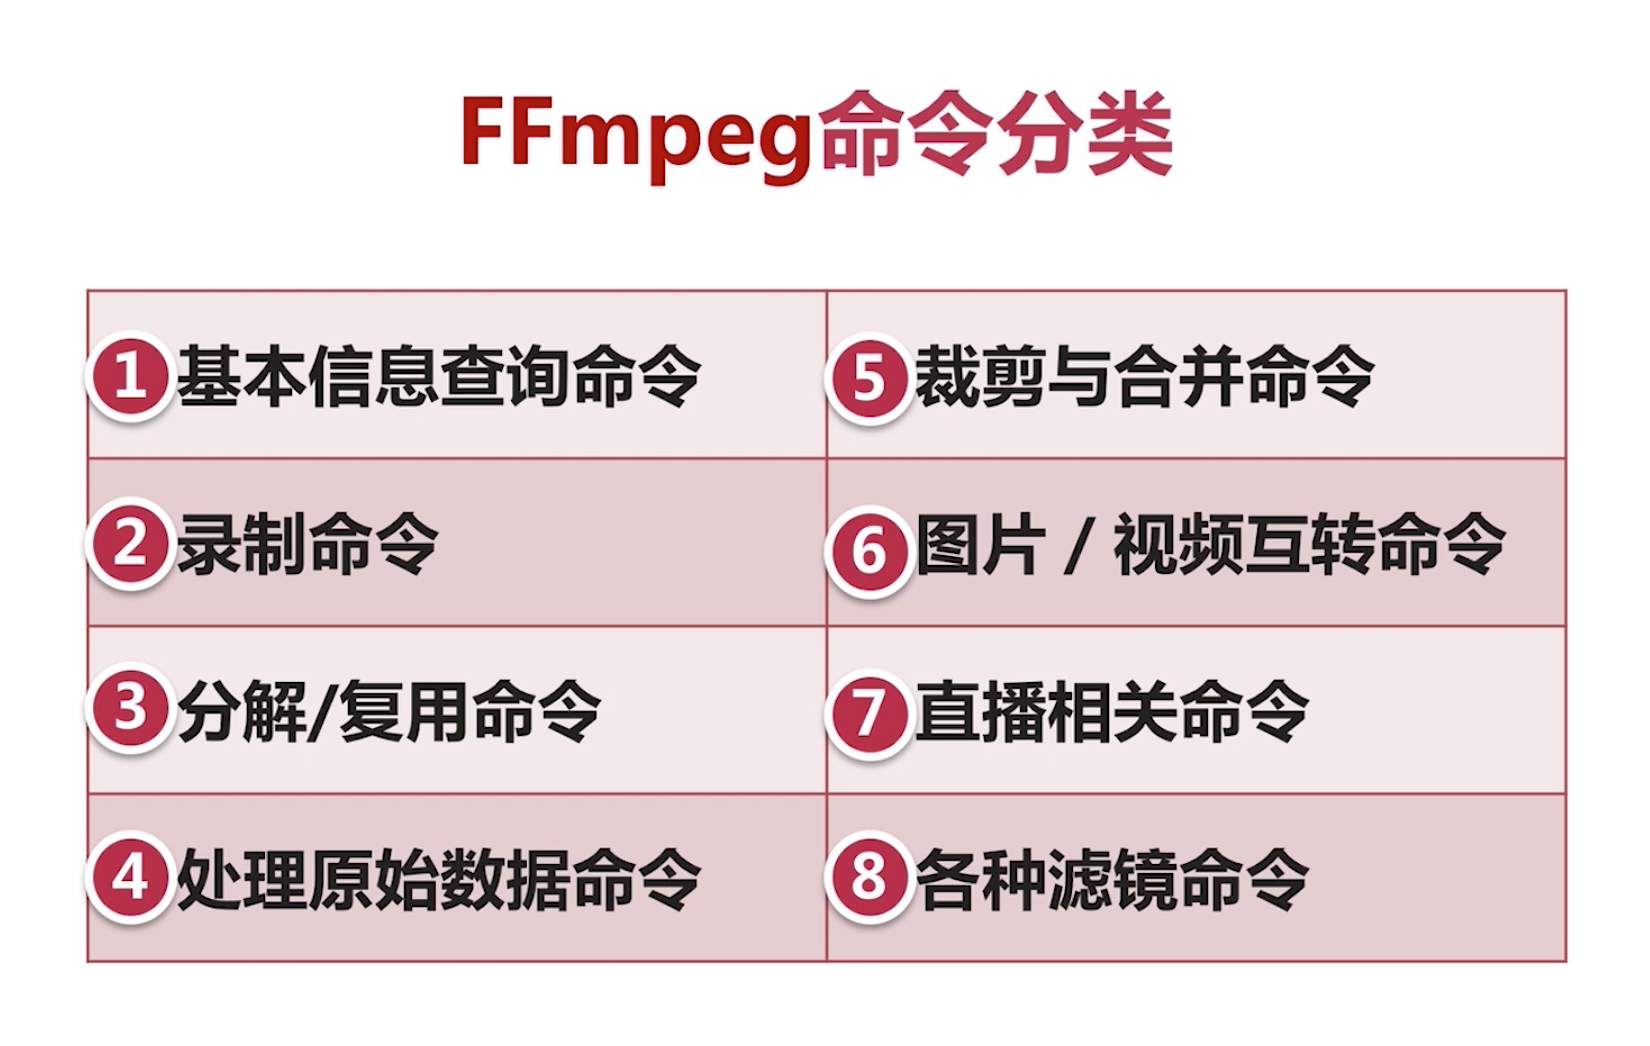 FFmpeg命令分类
1 基本信息查询命令
5 裁剪与合并命令
2 录制命令
6 图片 / 视频互转命令
3 分解/复用命令
7 直播相关命令
4 处理原始数据命令
8 各种滤镜命令